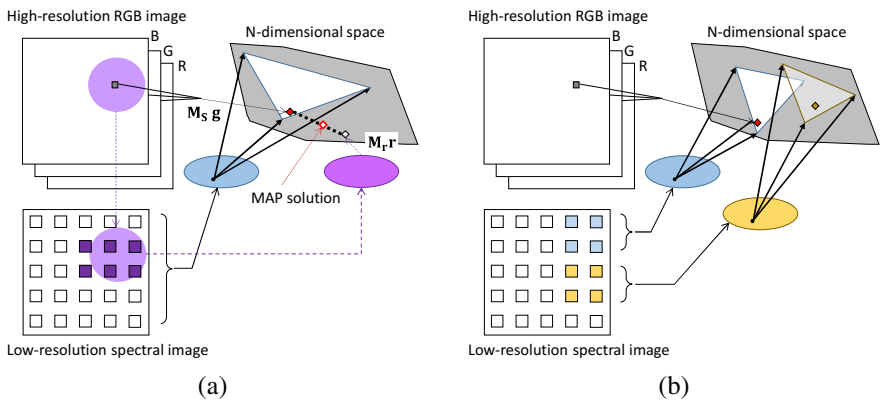 High-resolution RGB image
B
G
R
N-dimensional space
M_S g
M_r r
MAP solution
Low-resolution spectral image
(a)
High-resolution RGB image
B
G
R
N-dimensional space
Low-resolution spectral image
(b)